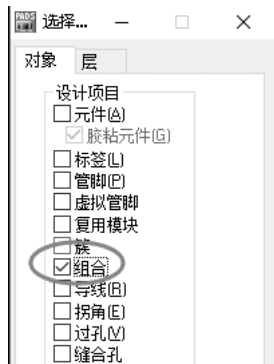 PADS 选择...
对象 层
设计项目
元件(A)
胶粘元件(G)
标签(L)
管脚(P)
虚拟管脚
复用模块
簇
组合
导线(R)
拐角(E)
过孔(V)
缝合孔